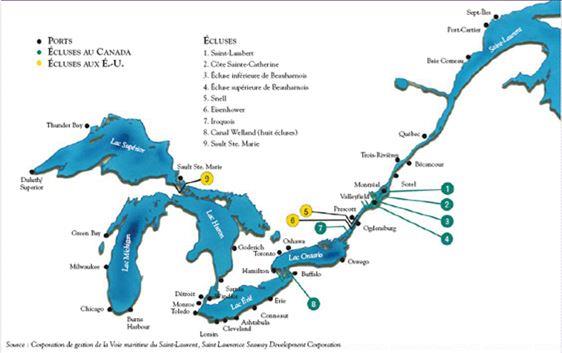 PORTS
ÉCLUSES AU CANADA
ÉCLUSES AUX É.-U.
ÉCLUSES
1 Saint-Lambert
2 Côte Sainte-Catherine
3 Écluse inférieure de Beauharnois
4 Écluse supérieure de Beauharnois
5 Snell
6 Eisenhower
7 Iroquois
8 Canal Welland (huit écluses)
9 Sault Ste. Marie
Sept-Îles
Port-Cartier
Saint-Laurent
Baie Comeau
Québec
Trois-Rivières
Bécancour
Sorel
Montréal
Valleyfield
1
2
3
4
Prescott
5
6
7
Ogdensburg
Thunder Bay
Lac Supérior
Duluth/
Superior
Sault Ste. Marie
9
Lac Huron
Lac Michigan
Green Bay
Milwaukee
Chicago
Burns
Harbour
Goderich
Toronto
Oshawa
Lac Ontario
Oswego
Hamilton
Buffalo
8
Sarnia
Windsor
Détroit
Monroe
Toledo
Lac Érié
Érie
Conneaut
Ashtabula
Cleveland
Lorain
Source : Corporation de gestion de la Voie maritime du Saint-Laurent, Saint Lawrence Seaway Development Corporation